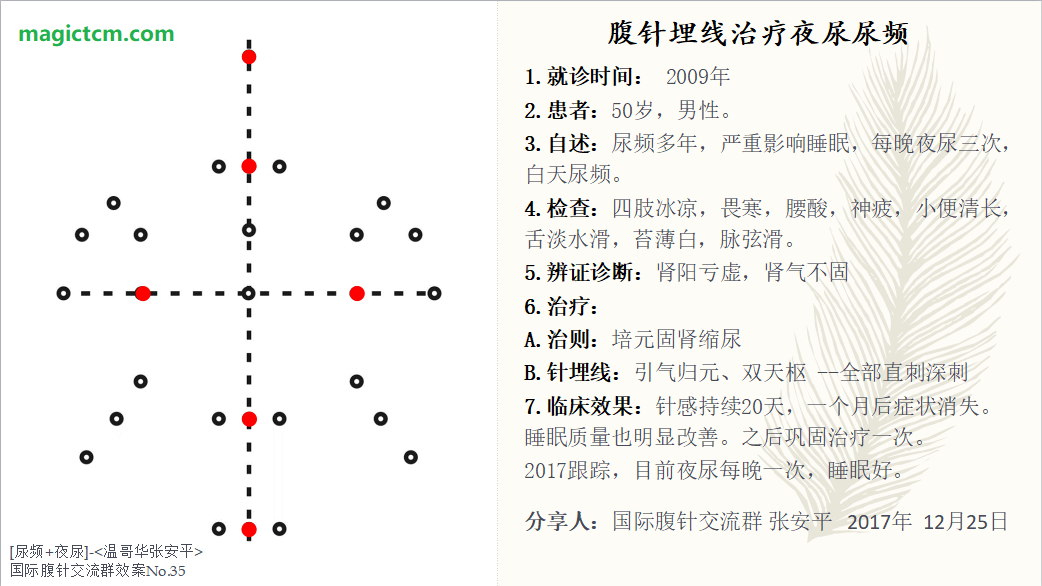 magictcm.com
腹针埋线治疗夜尿尿频
1.就诊时间： 2009年
2.患者：50岁，男性。
3.自述：尿频多年，严重影响睡眠，每晚夜尿三次，
白天尿频。
4.检查：四肢冰凉，畏寒，腰酸，神疲，小便清长，
舌淡水滑，苔薄白，脉弦滑。
5.辨证诊断：肾阳亏虚，肾气不固
6.治疗：
A.治则：培元固肾缩尿
B.针埋线：引气归元、双天枢 --全部直刺深刺
7.临床效果：针感持续20天，一个月后症状消失。
睡眠质量也明显改善。之后巩固治疗一次。
2017跟踪，目前夜尿每晚一次，睡眠好。
分享人：国际腹针交流群 张安平 2017年 12月25日
[尿频+夜尿]-<温哥华张安平>
国际腹针交流群效案No.35